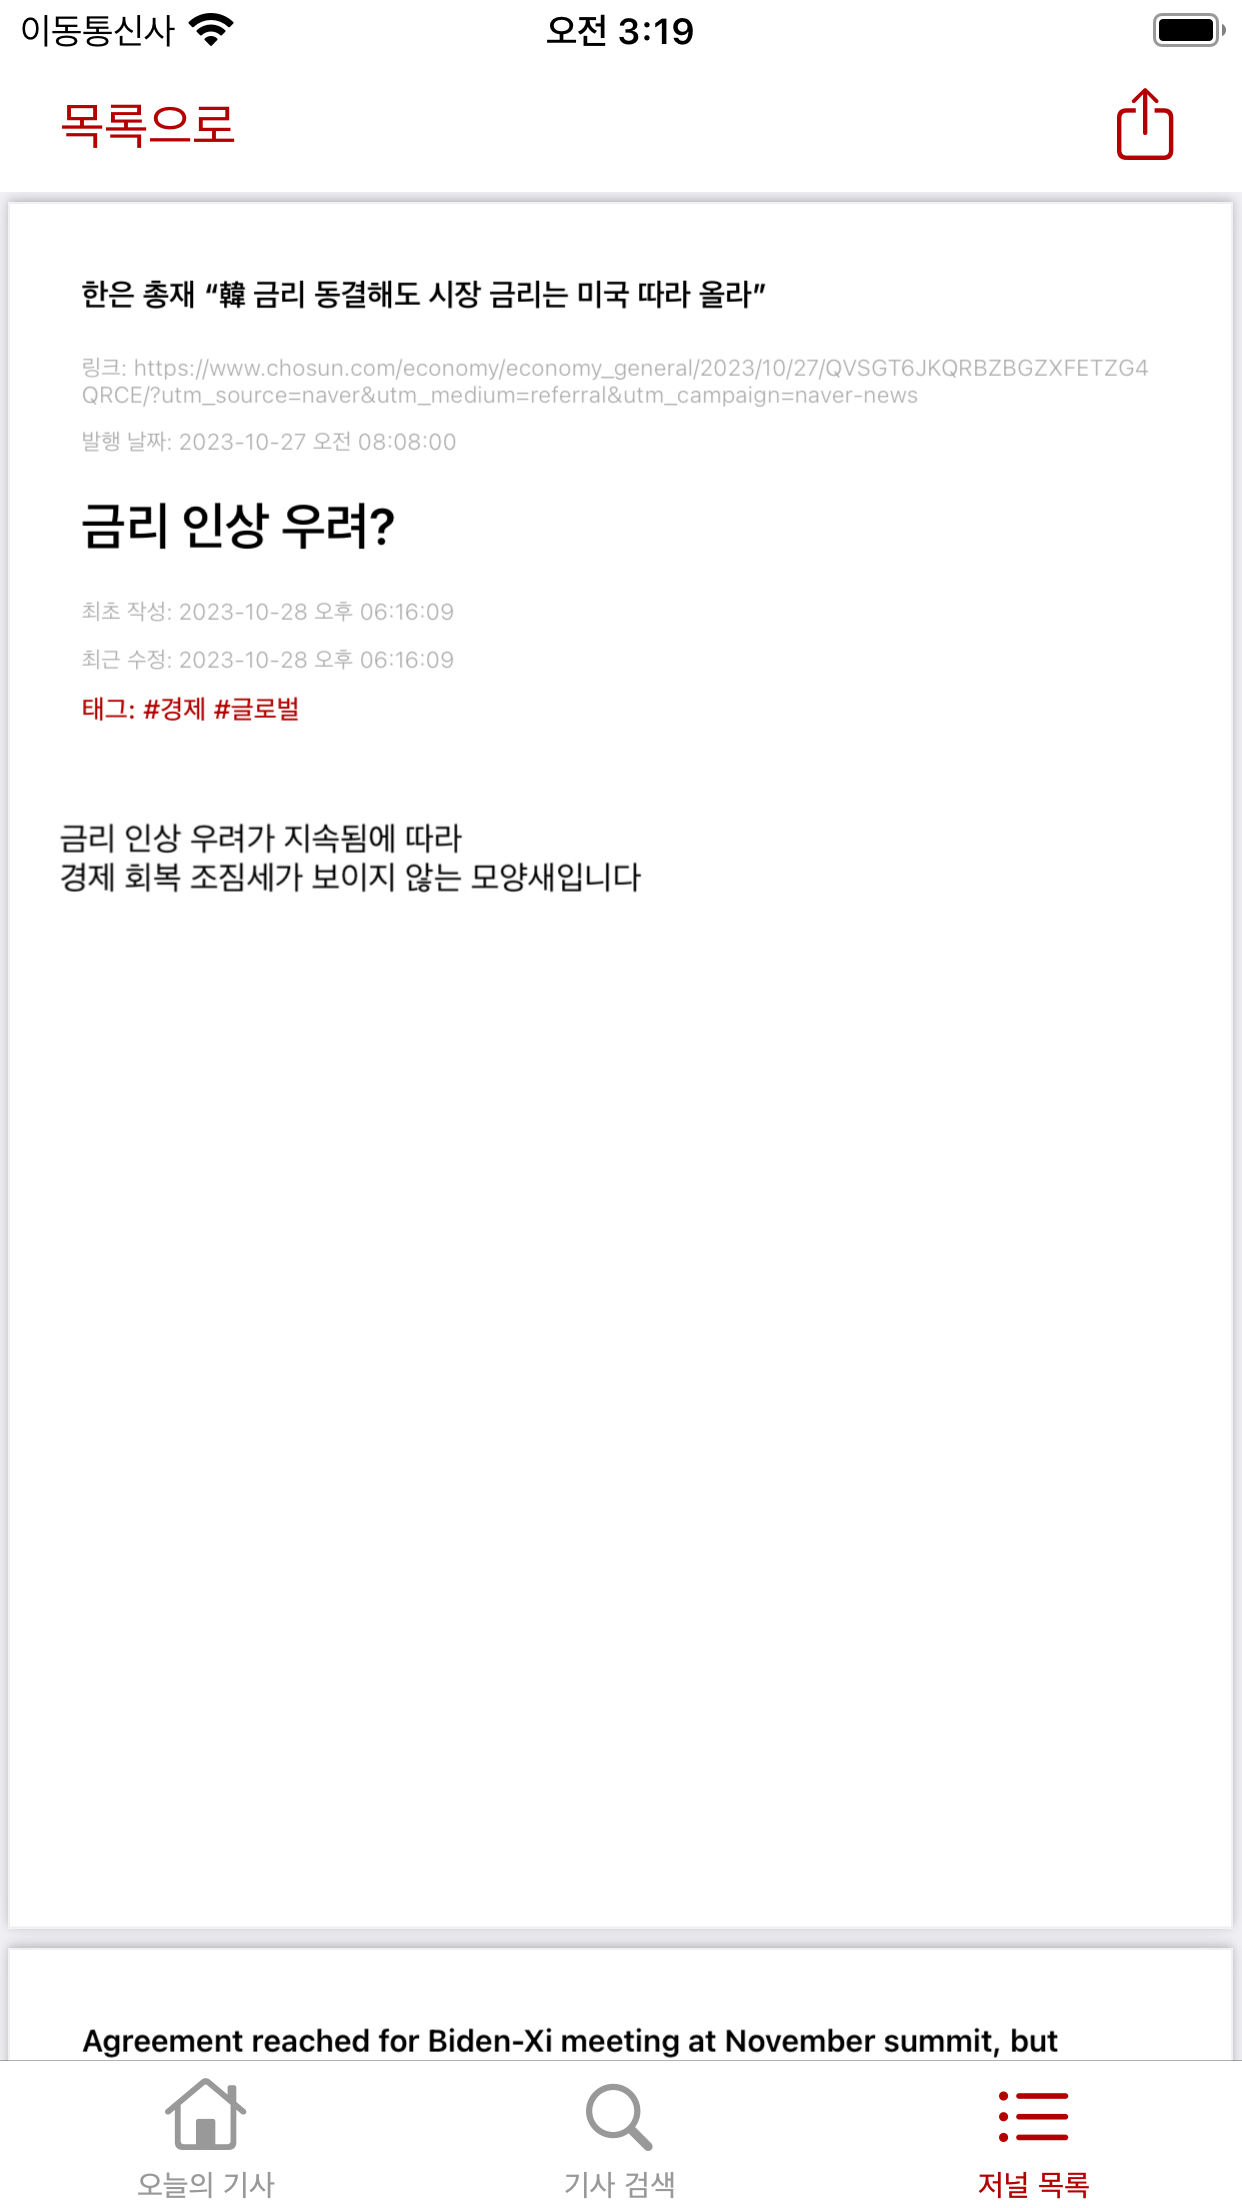 이동통신사
오전 3:19
목록으로
한은 총재 “韓 금리 동결해도 시장 금리는 미국 따라 올라”
링크: https://www.chosun.com/economy/economy_general/2023/10/27/QVSGT6JKQRBZBGZXFETZG4
QRCE/?utm_source=naver&utm_medium=referral&utm_campaign=naver-news
발행 날짜: 2023-10-27 오전 08:08:00
금리 인상 우려?
최초 작성: 2023-10-28 오후 06:16:09
최근 수정: 2023-10-28 오후 06:16:09
태그: #경제 #글로벌
금리 인상 우려가 지속됨에 따라
경제 회복 조짐세가 보이지 않는 모양새입니다
Agreement reached for Biden-Xi meeting at November summit, but
오늘의 기사
기사 검색
저널 목록